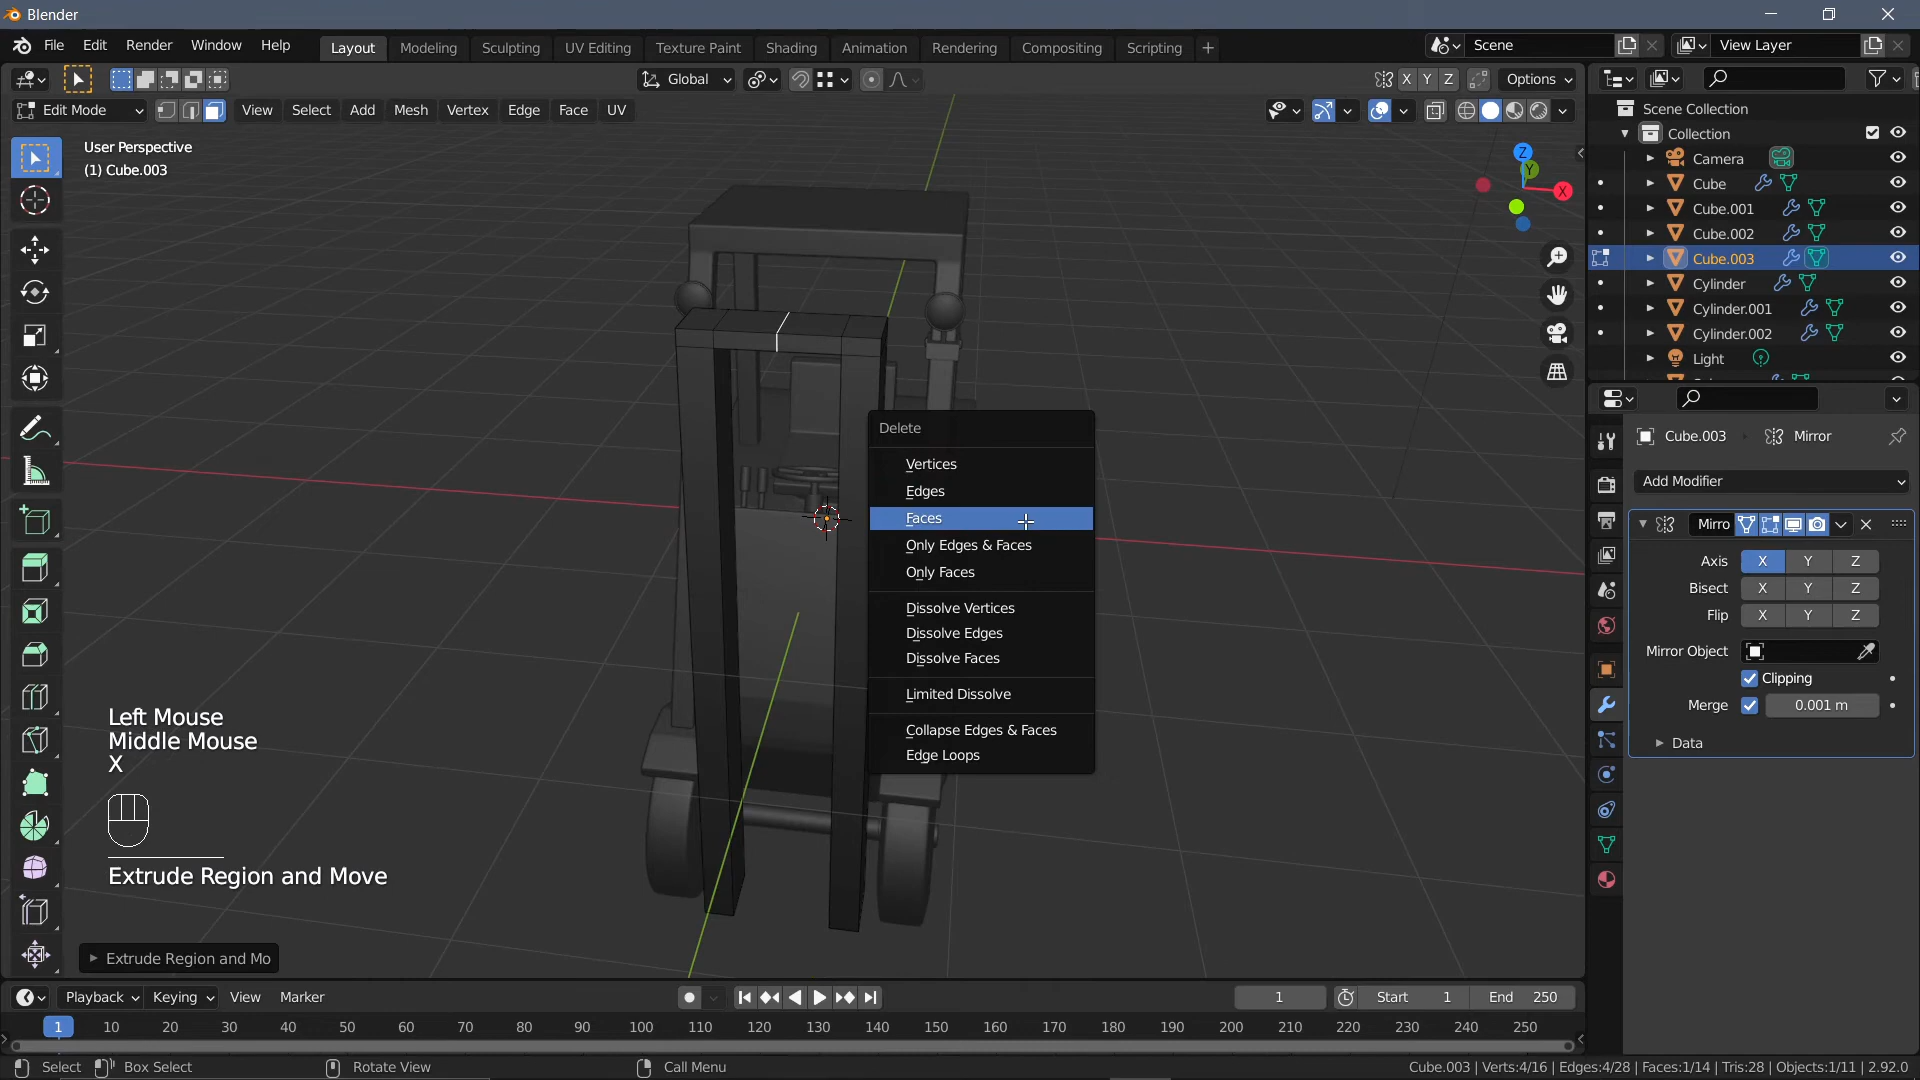 Blender
File Edit Render Window Help Layout Modeling Sculpting UV Editing Texture Paint Shading Animation Rendering Compositing Scripting + Scene View Layer
Global X Y Z Options
Edit Mode View Select Add Mesh Vertex Edge Face UV
User Perspective
(1) Cube.003
Z
Y
X
Scene Collection
Collection
Camera
Cube
Cube.001
Cube.002
Cube.003
Cylinder
Cylinder.001
Cylinder.002
Light
Delete
Vertices
Edges
Faces
Only Edges & Faces
Only Faces
Dissolve Vertices
Dissolve Edges
Dissolve Faces
Limited Dissolve
Collapse Edges & Faces
Edge Loops
Cube.003 Mirror
Add Modifier
Mirro
Axis X Y Z
Bisect X Y Z
Flip X Y Z
Mirror Object
Clipping
Merge 0.001 m
Data
Left Mouse
Middle Mouse
X
Extrude Region and Move
Extrude Region and Mo
Playback Keying View Marker 1 Start 1 End 250
1 10 20 30 40 50 60 70 80 90 100 110 120 130 140 150 160 170 180 190 200 210 220 230 240 250
Select Box Select Rotate View Call Menu Cube.003 | Verts:4/16 | Edges:4/28 | Faces:1/14 | Tris:28 | Objects:1/11 | 2.92.0